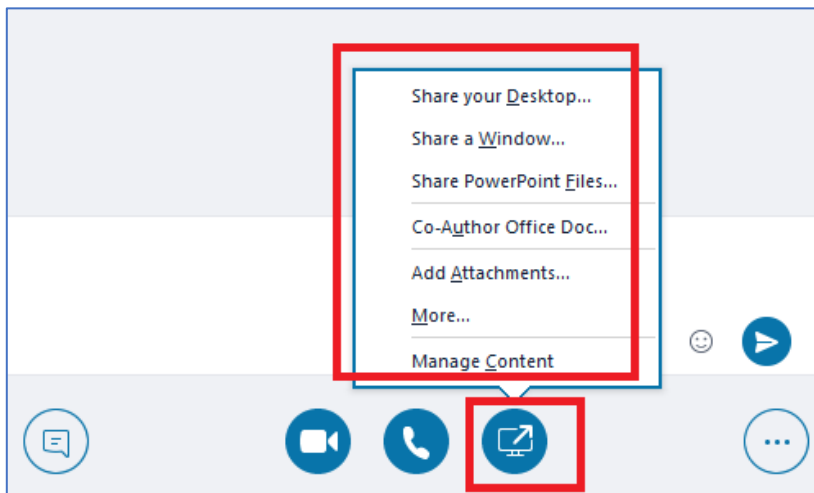 Share your Desktop...
Share a Window...
Share PowerPoint Files...
Co-Author Office Doc...
Add Attachments...
More...
Manage Content